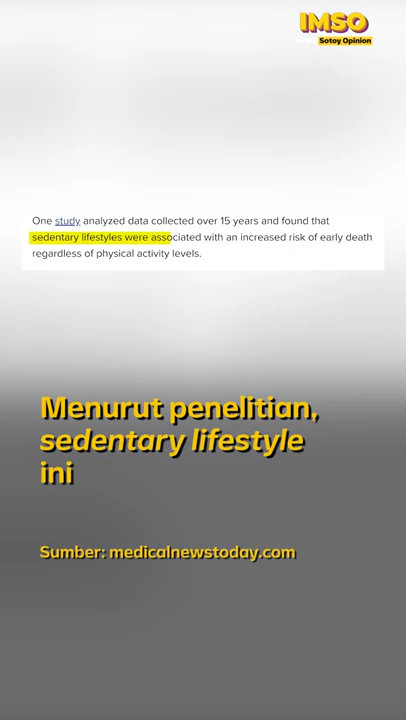 IMSO
Sotoy Opinion
One study analyzed data collected over 15 years and found that
sedentary lifestyles were associated with an increased risk of early death
regardless of physical activity levels.
Menurut penelitian,
sedentary lifestyle
ini
Sumber: medicalnewstoday.com